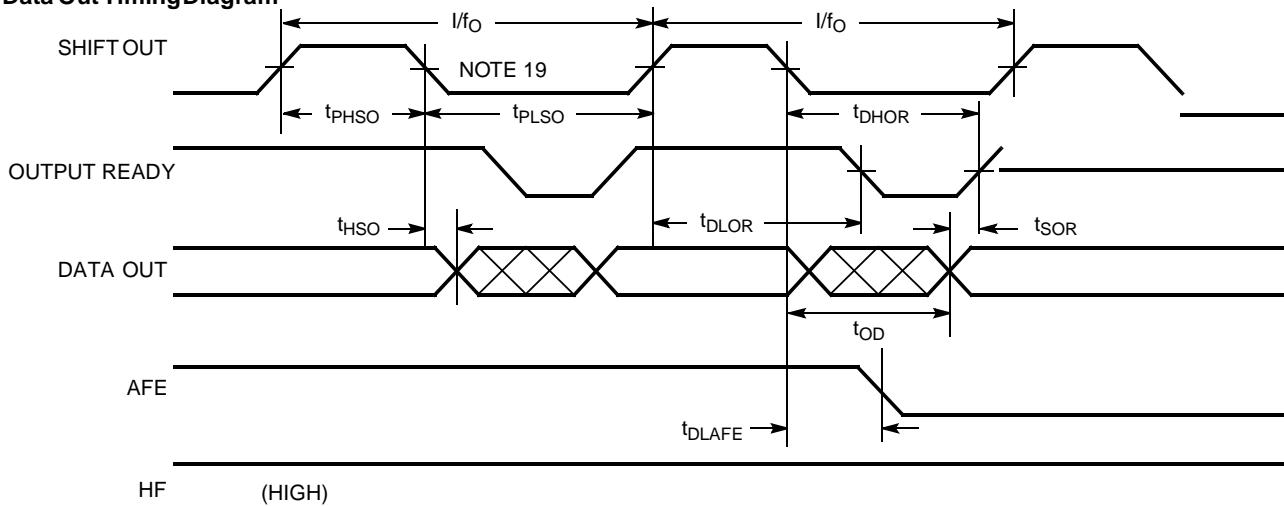 Data Out Timing Diagram
I/fO
I/fO
SHIFT OUT
NOTE 19
tPHSO
tPLSO
tDHOR
OUTPUT READY
tHSO
tDLOR
tSOR
DATA OUT
tOD
AFE
tDLAFE
HF
(HIGH)